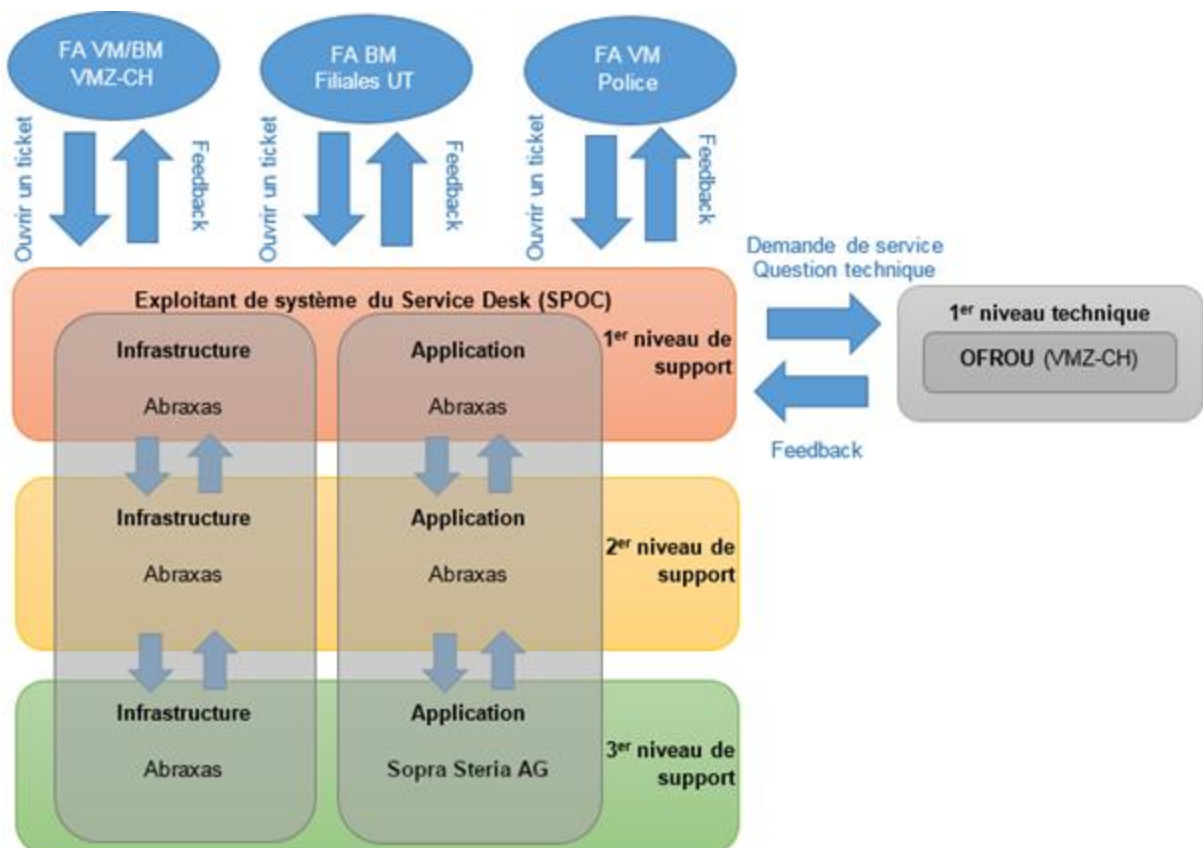 FA VM/BM
VMZ-CH
FA BM
Filiales UT
FA VM
Police
Ouvrir un ticket
Feedback
Ouvrir un ticket
Feedback
Ouvrir un ticket
Feedback
Demande de service
Question technique
Exploitant de système du Service Desk (SPOC)
Infrastructure
Abraxas
Application
Abraxas
1er niveau de
support
1er niveau technique
OFROU (VMZ-CH)
Feedback
Infrastructure
Abraxas
Application
Abraxas
2er niveau de
support
Infrastructure
Abraxas
Application
Sopra Steria AG
3er niveau de
support